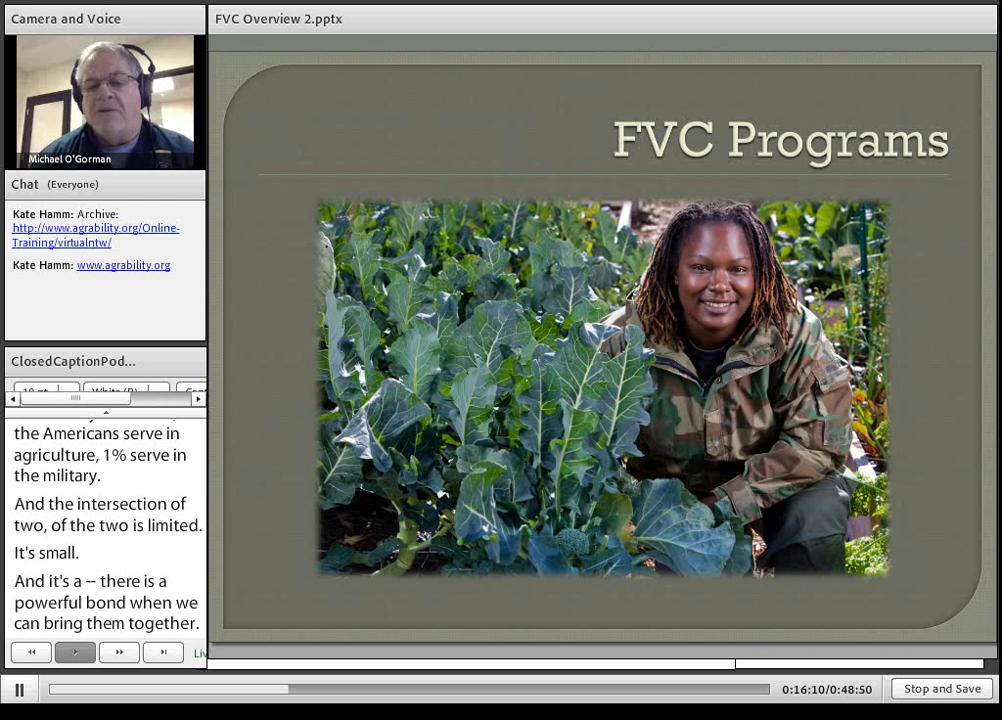 Camera and Voice
FVC Overview 2.pptx
Michael O'Gorman
Chat (Everyone)
Kate Hamm: Archive:
http://www.agrability.org/Online-
Training/virtualntw/
Kate Hamm: www.agrability.org
ClosedCaptionPod...
the Americans serve in
agriculture, 1% serve in
the military.
And the intersection of
two, of the two is limited.
It's small.
And it's a -- there is a
powerful bond when we
can bring them together.
FVC Programs
0:16:10/0:48:50
Stop and Save